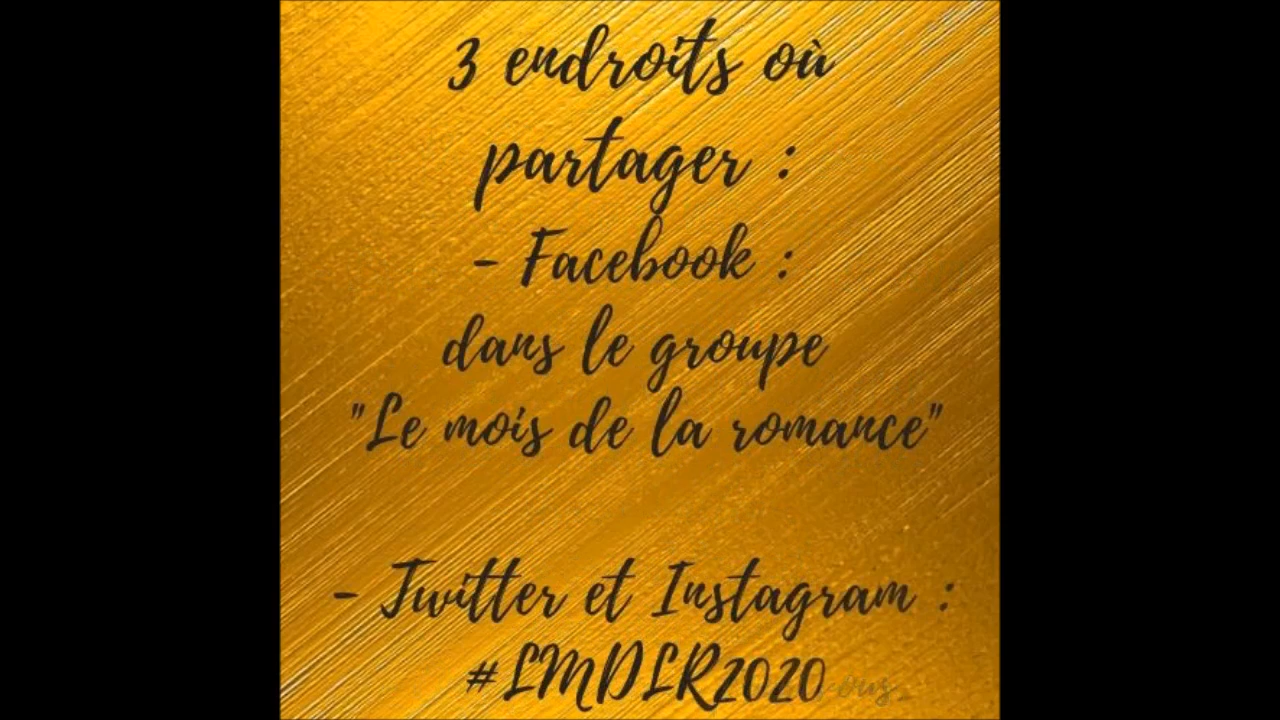 3 endroits où
partager :
- Facebook :
dans le groupe
"Le mois de la romance"
- Twitter et Instagram :
#LMDLR2020